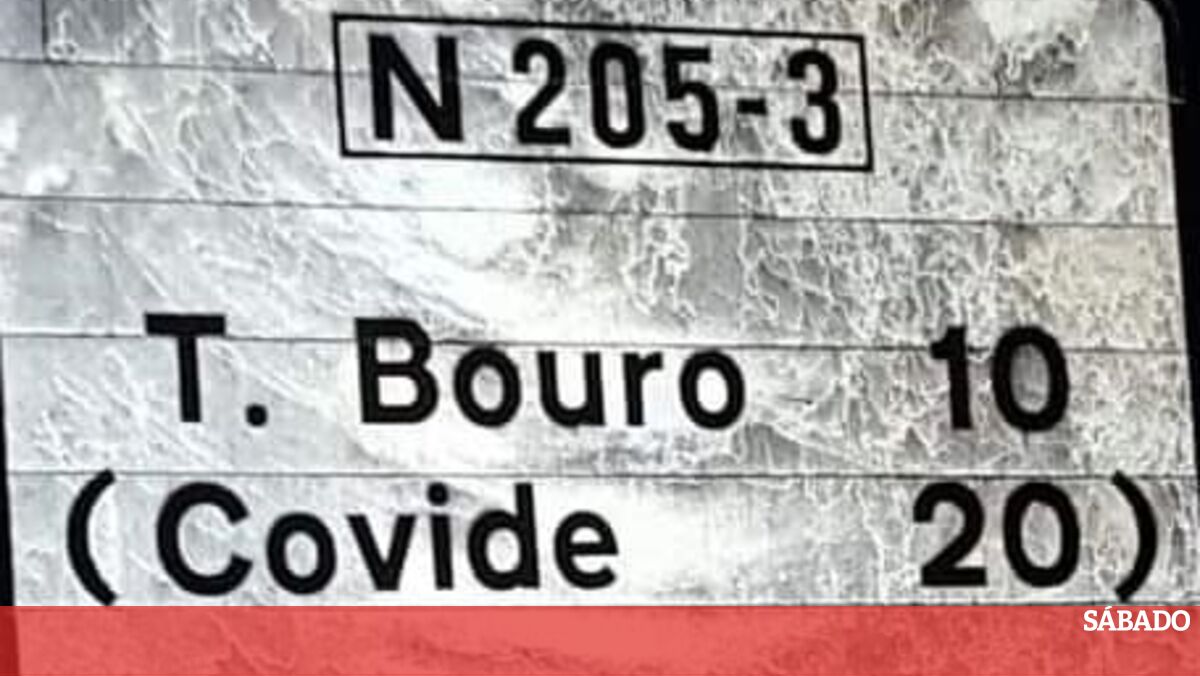 N 205-3
T. Bouro 10
(Covide 20)
SÁBADO